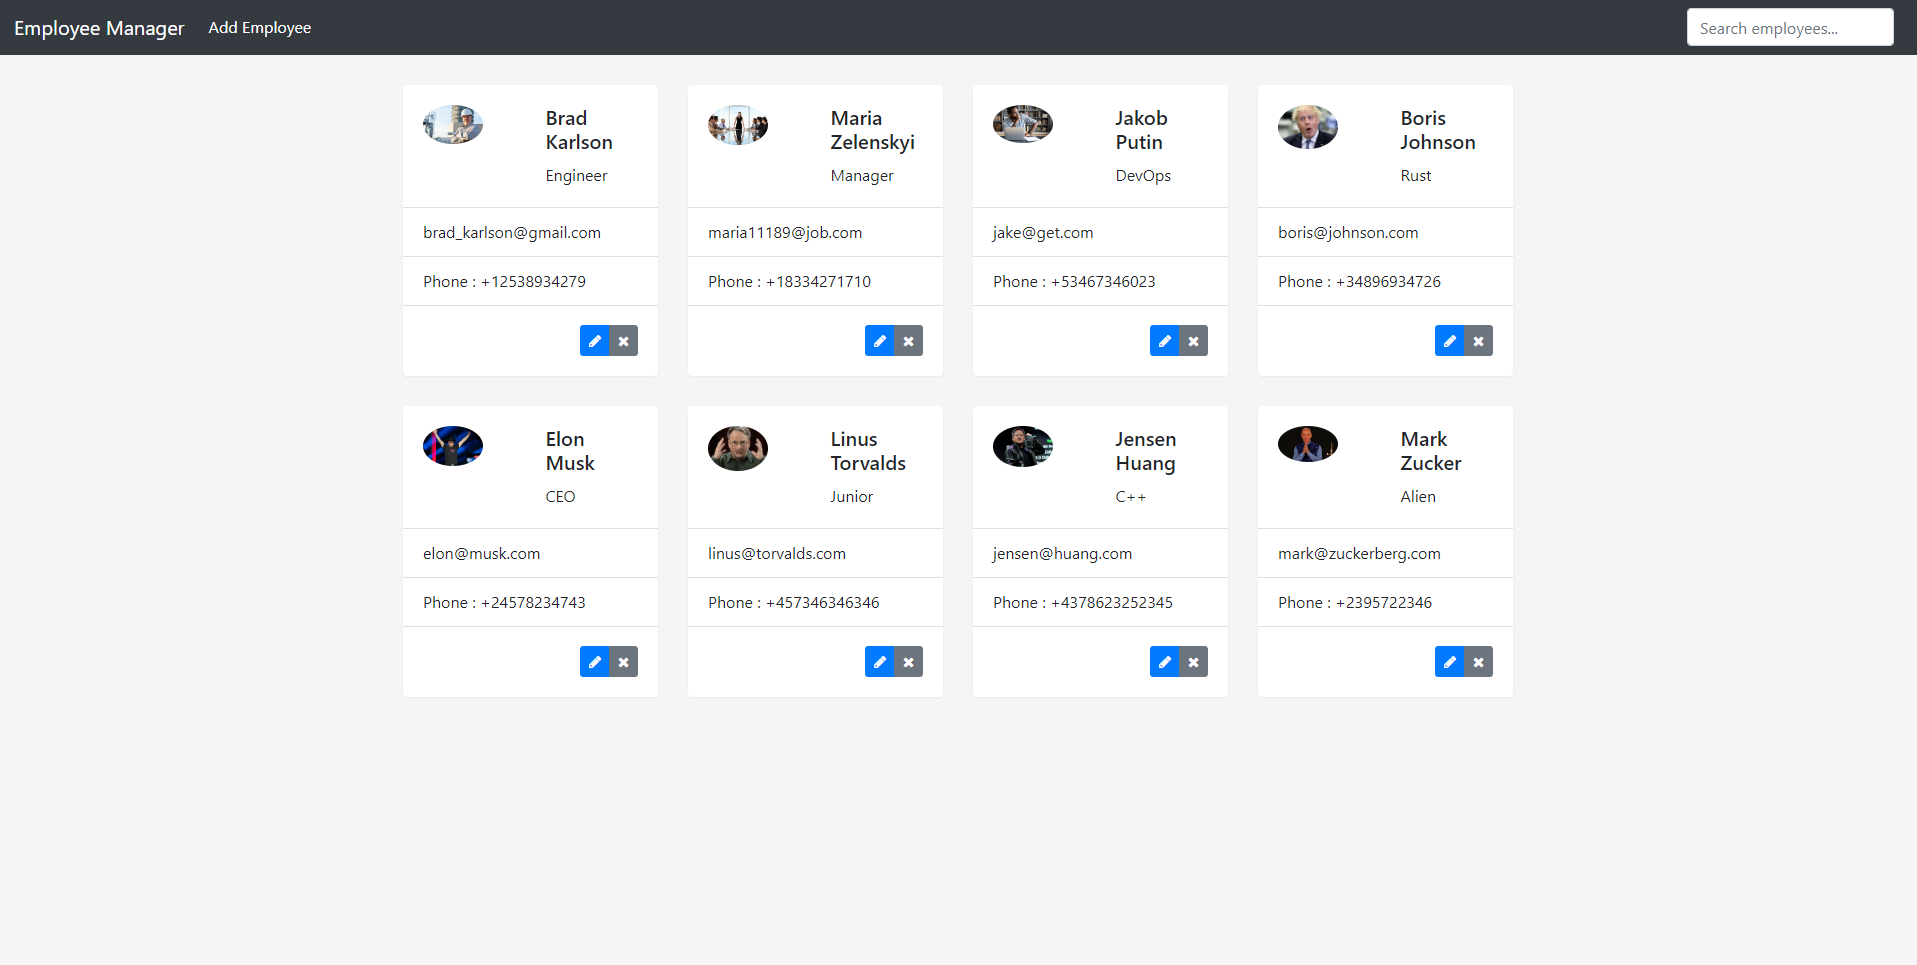 Employee Manager
Add Employee
Search employees...
Brad
Karlson
Engineer
brad_karlson@gmail.com
Phone : +12538934279
Maria
Zelenskyi
Manager
maria11189@job.com
Phone : +18334271710
Jakob
Putin
DevOps
jake@get.com
Phone : +53467346023
Boris
Johnson
Rust
boris@johnson.com
Phone : +34896934726
Elon
Musk
CEO
elon@musk.com
Phone : +24578234743
Linus
Torvalds
Junior
linus@torvalds.com
Phone : +457346346346
Jensen
Huang
C++
jensen@huang.com
Phone : +4378623252345
Mark
Zucker
Alien
mark@zuckerberg.com
Phone : +2395722346